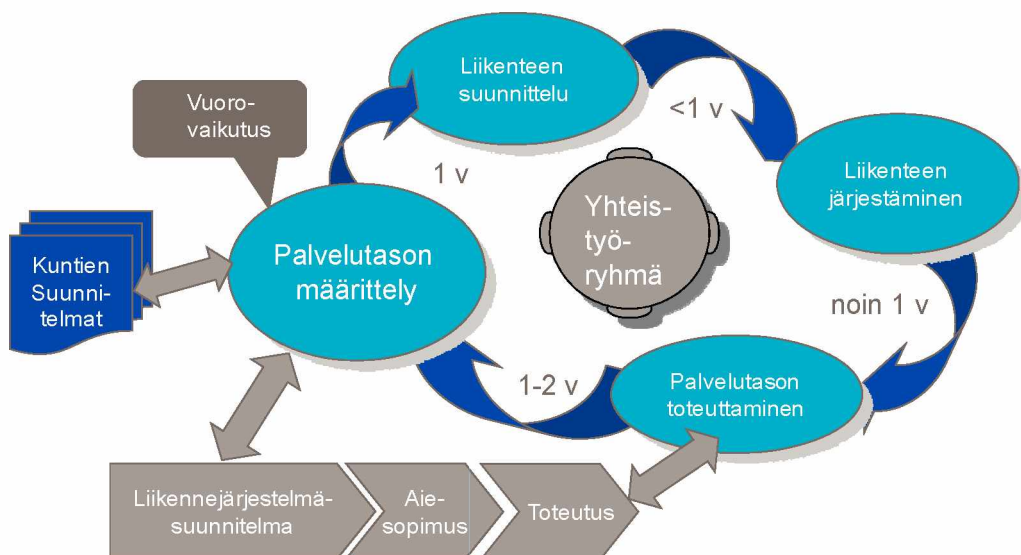 Liikenteen
suunnittelu
<1 v
Vuoro-
vaikutus
1 v
Liikenteen
järjestäminen
Yhteis-
työ-
ryhmä
Palvelutason
määrittely
Kuntien
Suunni-
telmat
noin 1 v
1-2 v
Palvelutason
toteuttaminen
Liikennejärjestelmä-
suunnitelma
Aie-
sopimus
Toteutus